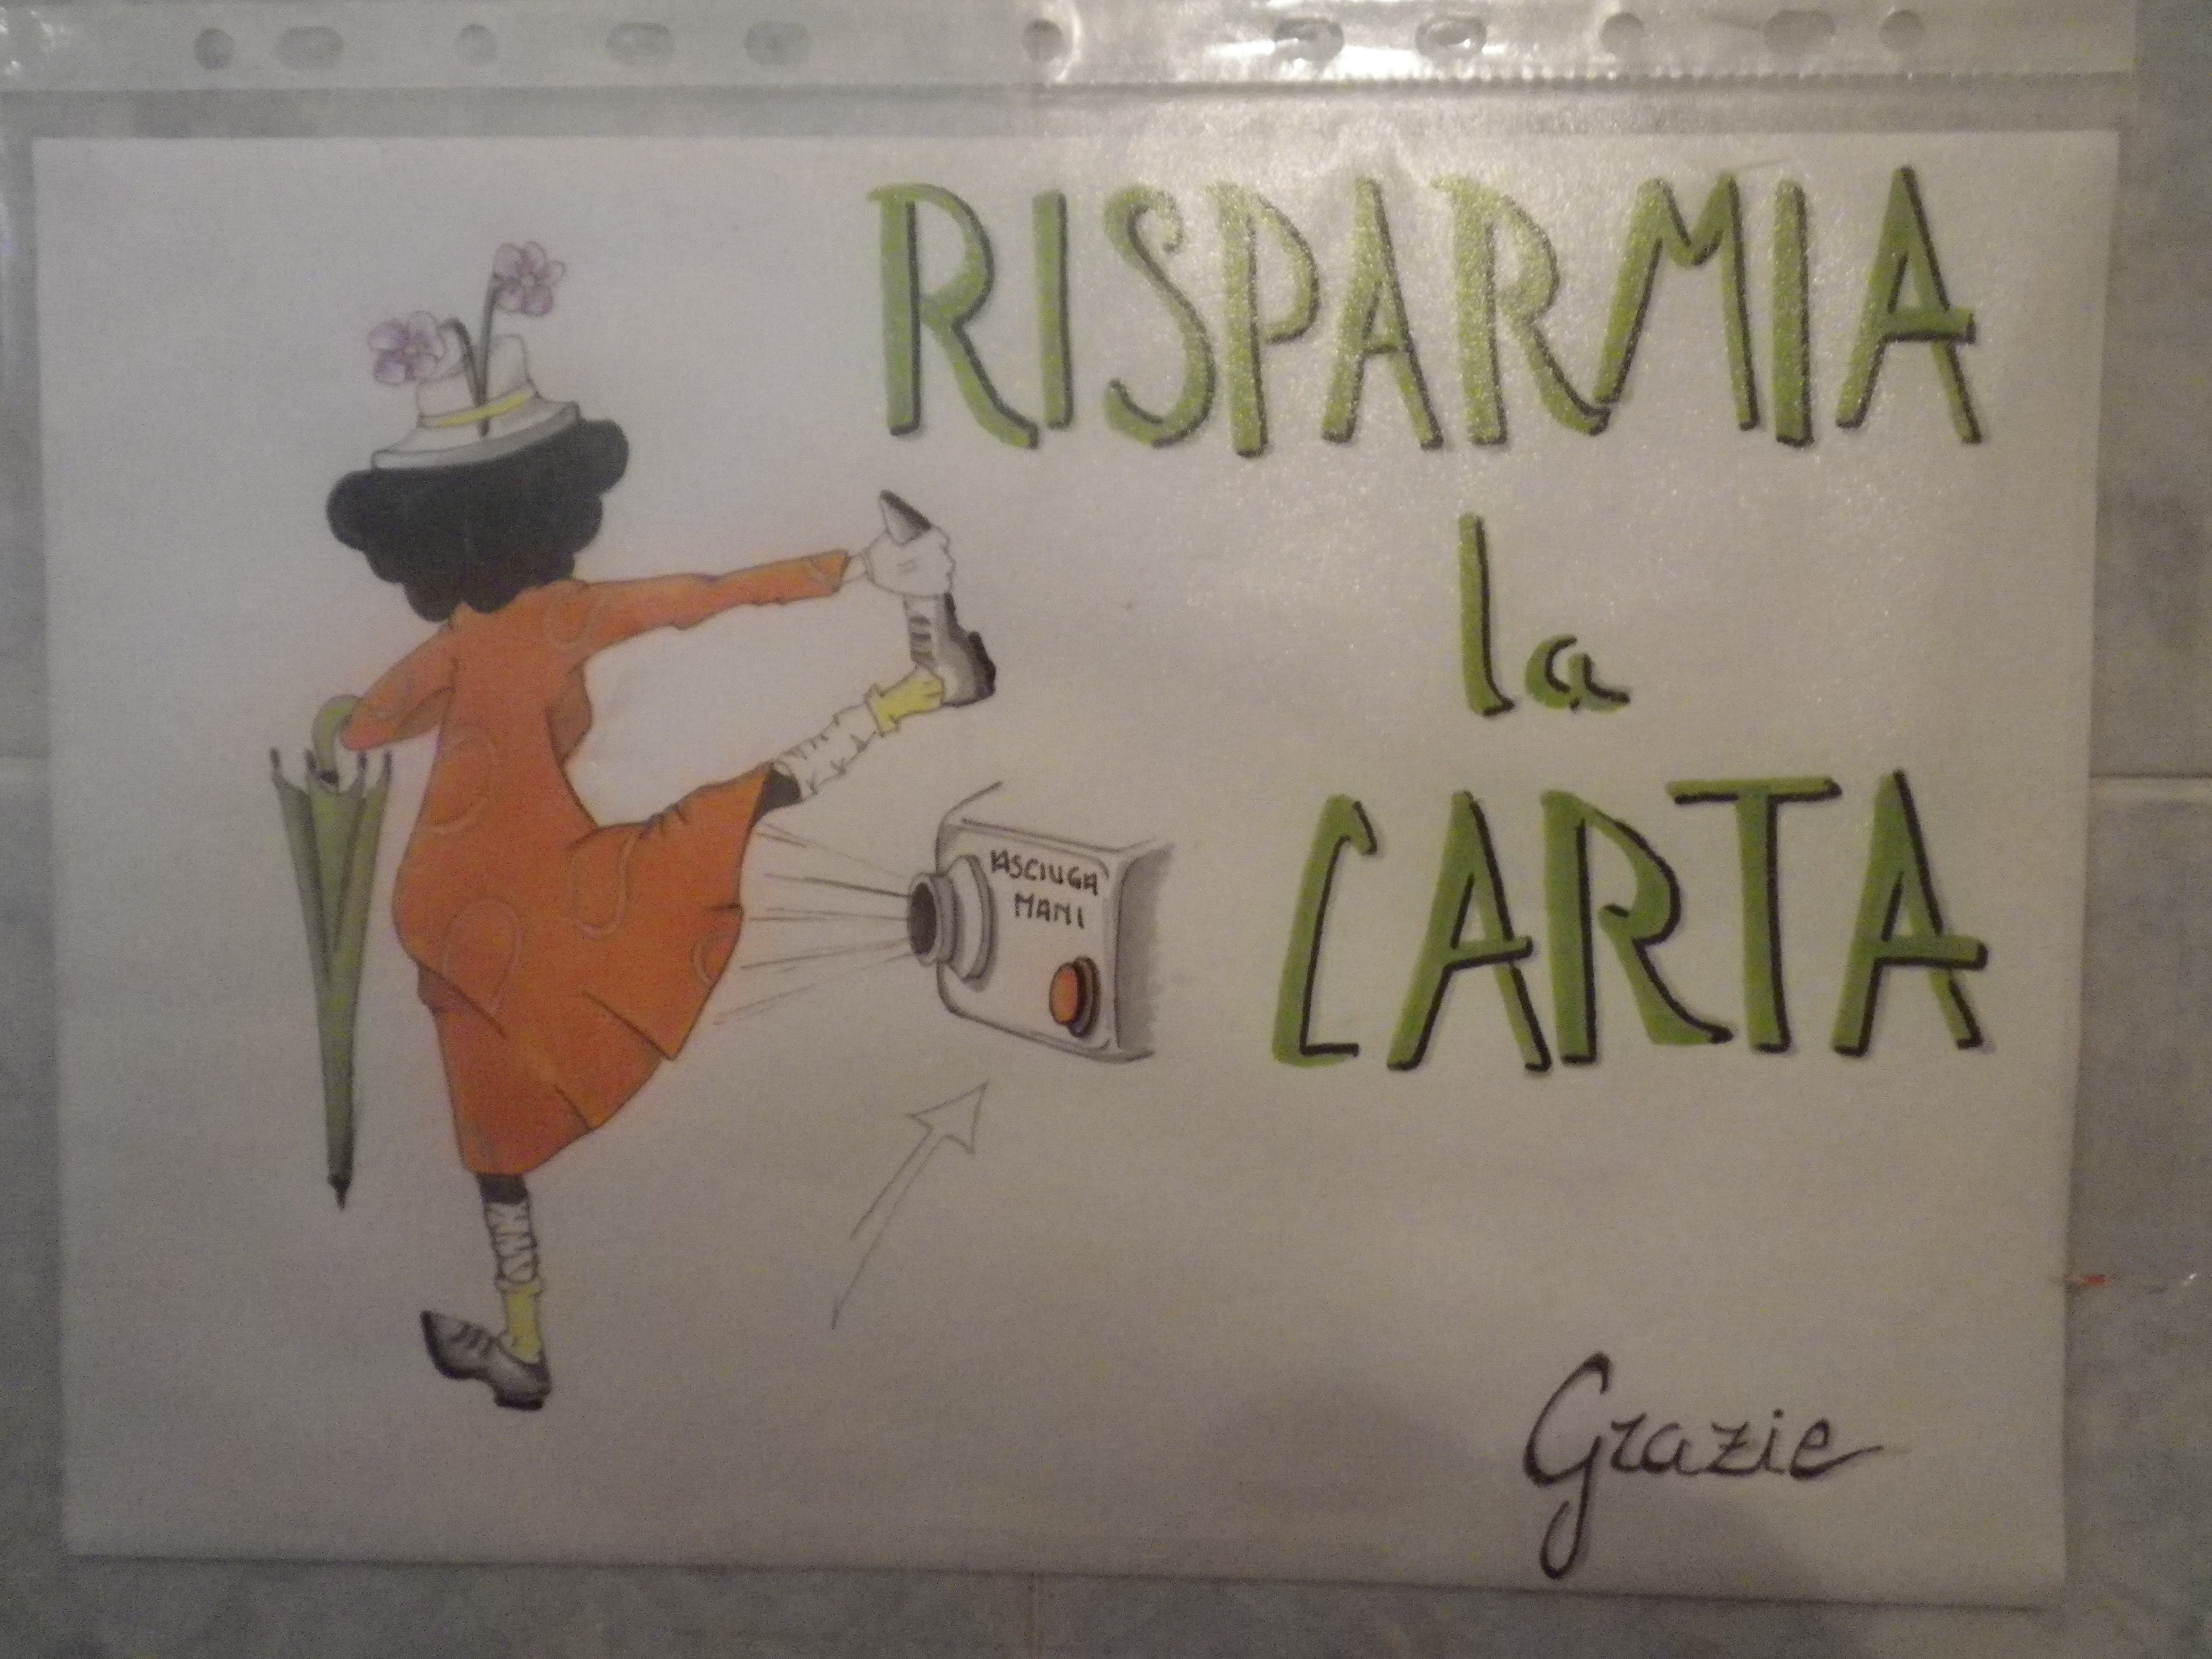 RISPARMIA
la
CARTA
ASCIUGA
MANI
Grazie